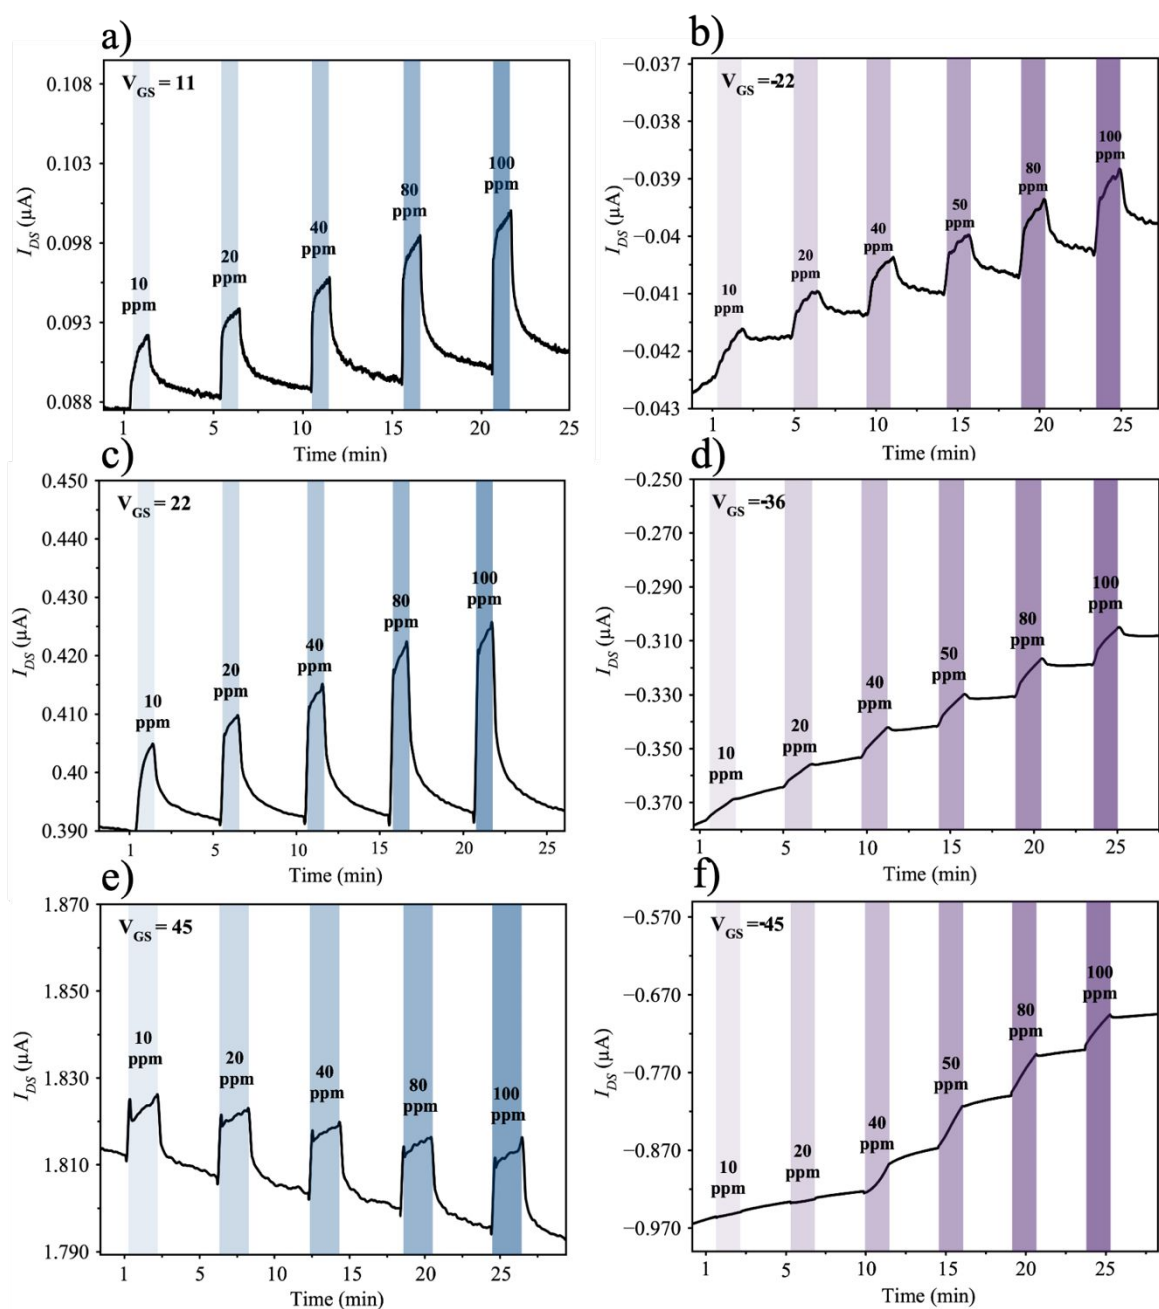 a)
V_GS = 11
0.108
0.103
0.098
0.093
0.088
I_DS (μA)
10
ppm
20
ppm
40
ppm
80
ppm
100
ppm
1
5
10
15
20
25
Time (min)
b)
V_GS =-22
−0.037
−0.038
−0.039
−0.04
−0.041
−0.042
−0.043
I_DS (μA)
10
ppm
20
ppm
40
ppm
50
ppm
80
ppm
100
ppm
1
5
10
15
20
25
Time (min)
c)
V_GS = 22
0.450
0.440
0.430
0.420
0.410
0.40
0.390
I_DS (μA)
10
ppm
20
ppm
40
ppm
80
ppm
100
ppm
1
5
10
15
20
25
Time (min)
d)
V_GS =-36
−0.250
−0.270
−0.290
−0.310
−0.330
−0.350
−0.370
I_DS (μA)
10
ppm
20
ppm
40
ppm
50
ppm
80
ppm
100
ppm
1
5
10
15
20
25
Time (min)
e)
V_GS = 45
1.870
1.850
1.830
1.810
1.790
I_DS (μA)
10
ppm
20
ppm
40
ppm
80
ppm
100
ppm
1
5
10
15
20
25
Time (min)
f)
V_GS =-45
−0.570
−0.670
−0.770
−0.870
−0.970
I_DS (μA)
10
ppm
20
ppm
40
ppm
50
ppm
80
ppm
100
ppm
1
5
10
15
20
25
Time (min)